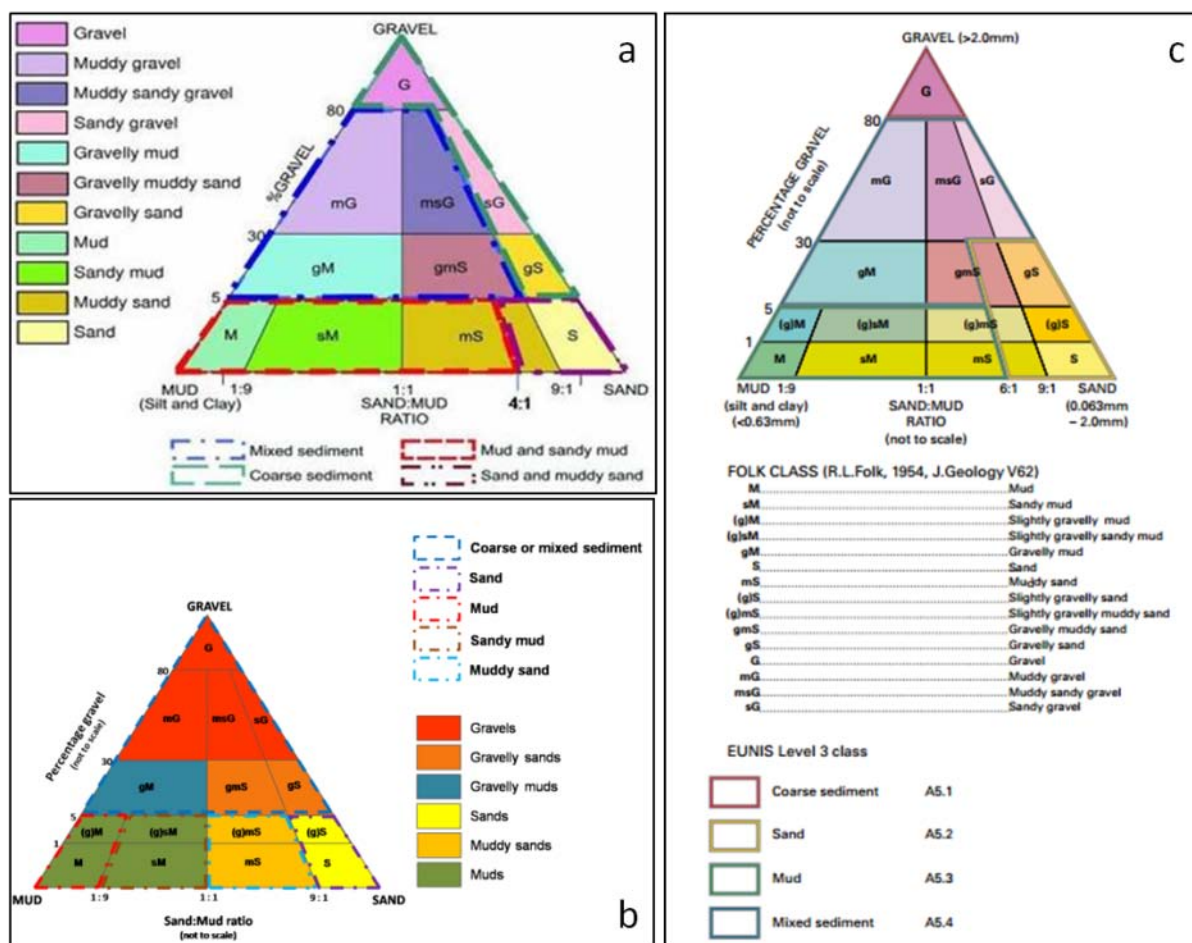 a
Gravel
Muddy gravel
Muddy sandy gravel
Sandy gravel
Gravelly mud
Gravelly muddy sand
Gravelly sand
Mud
Sandy mud
Muddy sand
Sand
GRAVEL
G
80
%GRAVEL
mG
msG
sG
30
gM
gmS
gS
5
M
sM
mS
S
MUD 1:9 1:1 9:1 SAND
(Silt and Clay) SAND:MUD 4:1
RATIO
Mixed sediment
Mud and sandy mud
Coarse sediment
Sand and muddy sand
b
Coarse or mixed sediment
Sand
Mud
Sandy mud
Muddy sand
Gravels
Gravelly sands
Gravelly muds
Sands
Muddy sands
Muds
GRAVEL
G
80
Percentage gravel
(not to scale)
mG
msG
sG
30
gM
gmS
gS
5
(g)M
(g)sM
(g)mS
(g)S
1
M
sM
mS
S
MUD 1:9 1:1 9:1 SAND
Sand:Mud ratio
(not to scale)
c
GRAVEL (>2.0mm)
G
80
PERCENTAGE GRAVEL
(not to scale)
mG
msG
sG
30
gM
gmS
gS
5
(g)M
(g)sM
(g)mS
(g)S
1
M
sM
mS
S
MUD 1:9 1:1 6:1 9:1 SAND
(silt and clay) SAND:MUD (0.063mm
(<0.63mm) RATIO – 2.0mm)
(not to scale)
FOLK CLASS (R.L.Folk, 1954, J.Geology V62)
M Mud
sM Sandy mud
(g)M Slightly gravelly mud
(g)sM Slightly gravelly sandy mud
gM Gravelly mud
S Sand
mS Muddy sand
(g)S Slightly gravelly sand
(g)mS Slightly gravelly muddy sand
gmS Gravelly muddy sand
gS Gravelly sand
G Gravel
mG Muddy gravel
msG Muddy sandy gravel
sG Sandy gravel
EUNIS Level 3 class
Coarse sediment A5.1
Sand A5.2
Mud A5.3
Mixed sediment A5.4